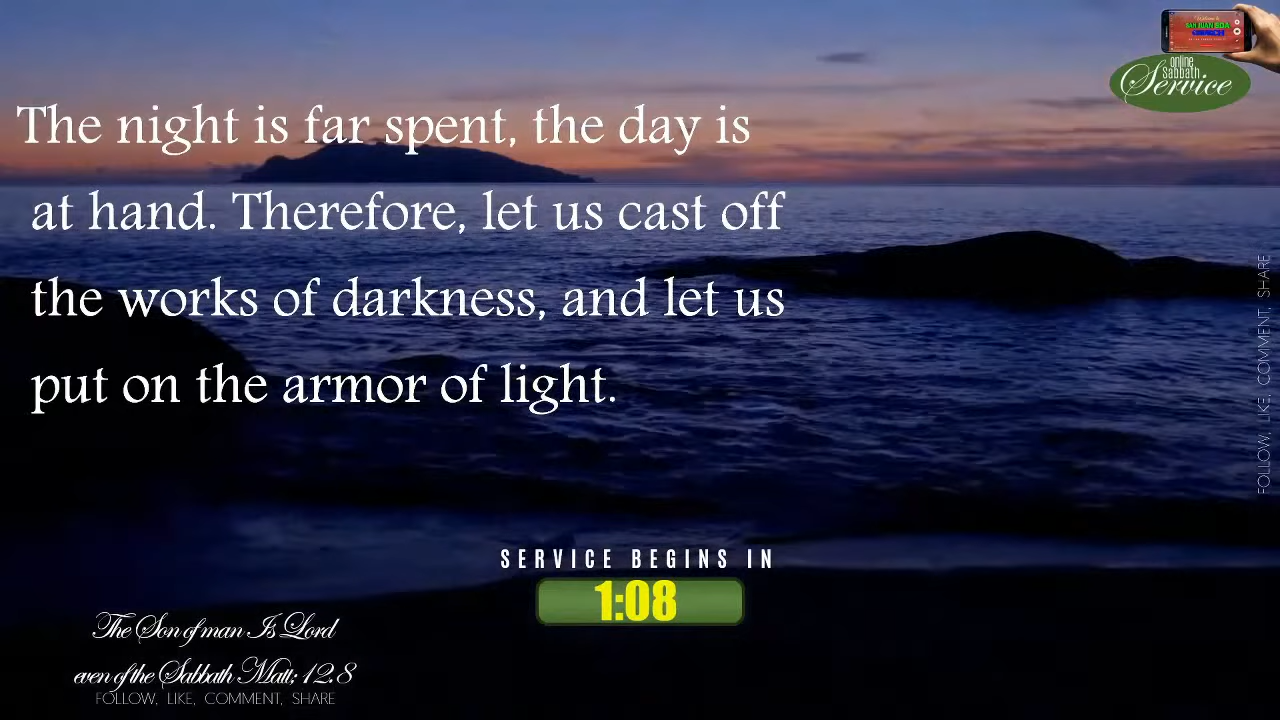 The night is far spent, the day is
at hand. Therefore, let us cast off
the works of darkness, and let us
put on the armor of light.
online
Sabbath
Service
FOLLOW, LIKE, COMMENT, SHARE
SERVICE BEGINS IN
1:08
The Son of man Is Lord
even of the Sabbath Matt; 12.8
FOLLOW, LIKE, COMMENT, SHARE